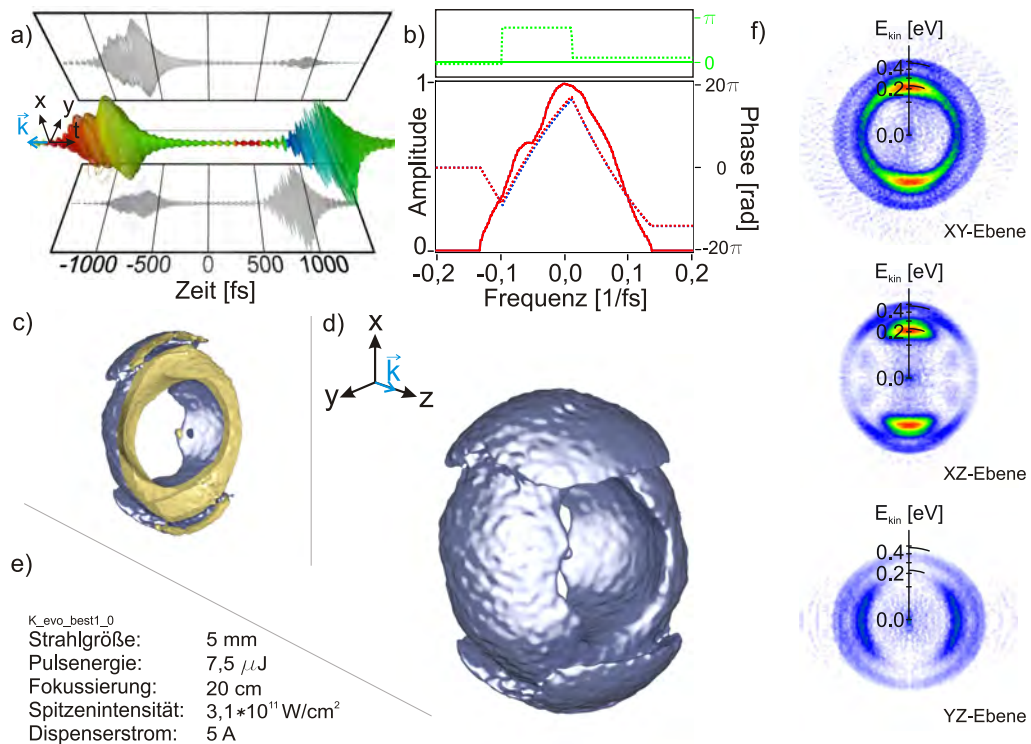 a)
x
y
t
k
-1000
-500
0
500
1000
Zeit [fs]
b)
π
0
1
Amplitude
0
20π
0
-20π
Phase [rad]
-0,2
-0,1
0,0
0,1
0,2
Frequenz [1/fs]
c)
d)
x
k
y
z
e)
K_evo_best1_0
Strahlgröße: 5 mm
Pulsenergie: 7,5 µJ
Fokussierung: 20 cm
Spitzenintensität: 3,1*10¹¹ W/cm²
Dispenserstrom: 5 A
f)
E_kin [eV]
0.4
0.2
0.0
XY-Ebene
E_kin [eV]
0.4
0.2
0.0
XZ-Ebene
E_kin [eV]
0.4
0.2
0.0
YZ-Ebene